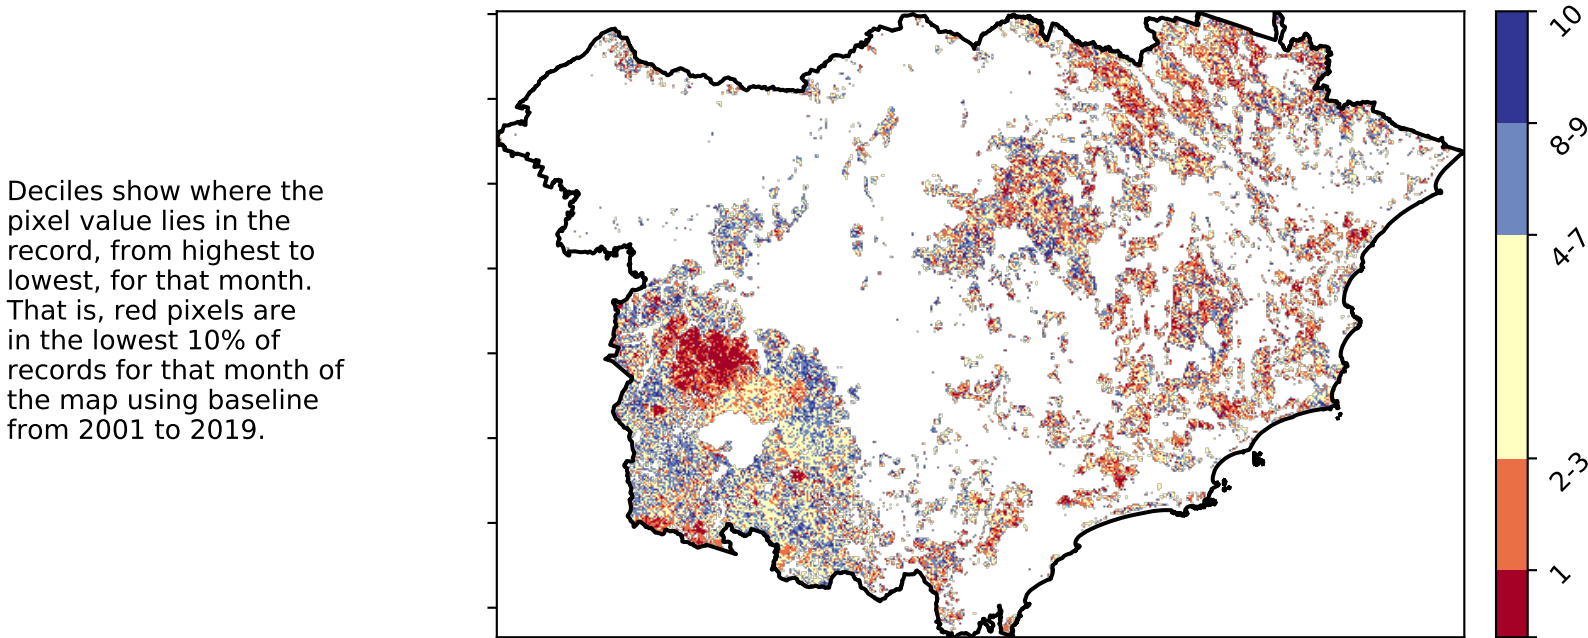 Deciles show where the
pixel value lies in the
record, from highest to
lowest, for that month.
That is, red pixels are
in the lowest 10% of
records for that month of
the map using baseline
from 2001 to 2019.
10
8-9
4-7
2-3
1